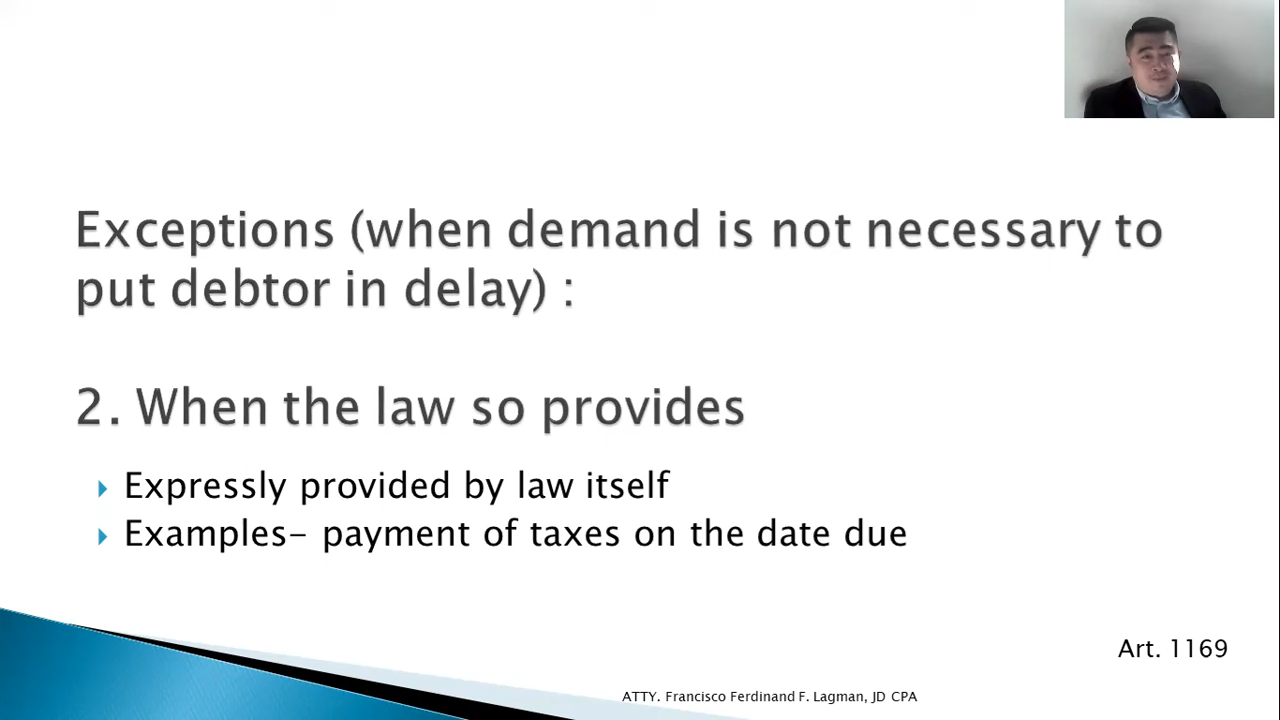 Exceptions (when demand is not necessary to
put debtor in delay) :
2. When the law so provides
Expressly provided by law itself
Examples– payment of taxes on the date due
Art. 1169
ATTY. Francisco Ferdinand F. Lagman, JD CPA